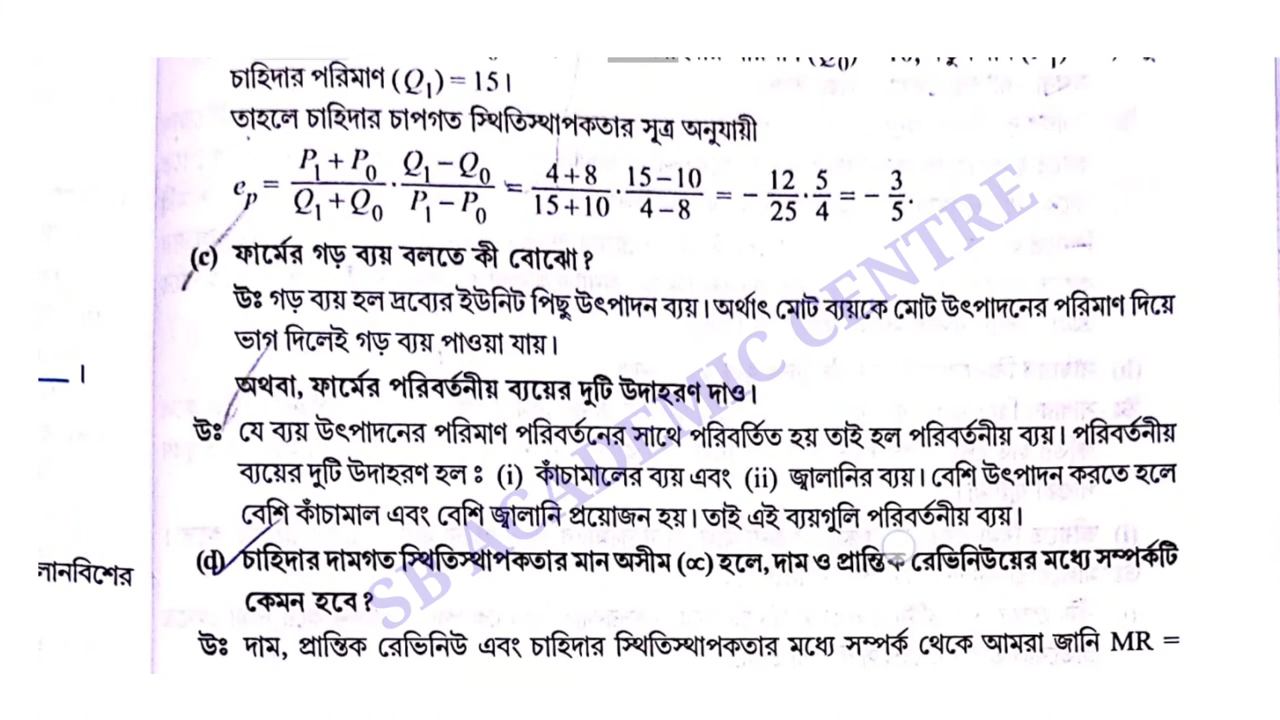 চাহিদার পরিমাণ (Q₁) = 15।
তাহলে চাহিদার চাপগত স্থিতিস্থাপকতার সূত্র অনুযায়ী
eₚ = (P₁ + P₀)/(Q₁ + Q₀) · (Q₁ − Q₀)/(P₁ − P₀) = (4+8)/(15+10) · (15−10)/(4−8) = − 12/25 · 5/4 = − 3/5.
(c) ফার্মের গড় ব্যয় বলতে কী বোঝো?
উঃ গড় ব্যয় হল দ্রব্যের ইউনিট পিছু উৎপাদন ব্যয়। অর্থাৎ মোট ব্যয়কে মোট উৎপাদনের পরিমাণ দিয়ে
ভাগ দিলেই গড় ব্যয় পাওয়া যায়।
অথবা, ফার্মের পরিবর্তনীয় ব্যয়ের দুটি উদাহরণ দাও।
উঃ যে ব্যয় উৎপাদনের পরিমাণ পরিবর্তনের সাথে পরিবর্তিত হয় তাই হল পরিবর্তনীয় ব্যয়। পরিবর্তনীয়
ব্যয়ের দুটি উদাহরণ হল ঃ (i) কাঁচামালের ব্যয় এবং (ii) জ্বালানির ব্যয়। বেশি উৎপাদন করতে হলে
বেশি কাঁচামাল এবং বেশি জ্বালানি প্রয়োজন হয়। তাই এই ব্যয়গুলি পরিবর্তনীয় ব্যয়।
(d) চাহিদার দামগত স্থিতিস্থাপকতার মান অসীম (∝) হলে, দাম ও প্রান্তিক রেভিনিউয়ের মধ্যে সম্পর্কটি
কেমন হবে?
উঃ দাম, প্রান্তিক রেভিনিউ এবং চাহিদার স্থিতিস্থাপকতার মধ্যে সম্পর্ক থেকে আমরা জানি MR =
লানবিশের
SB ACADEMIC CENTRE